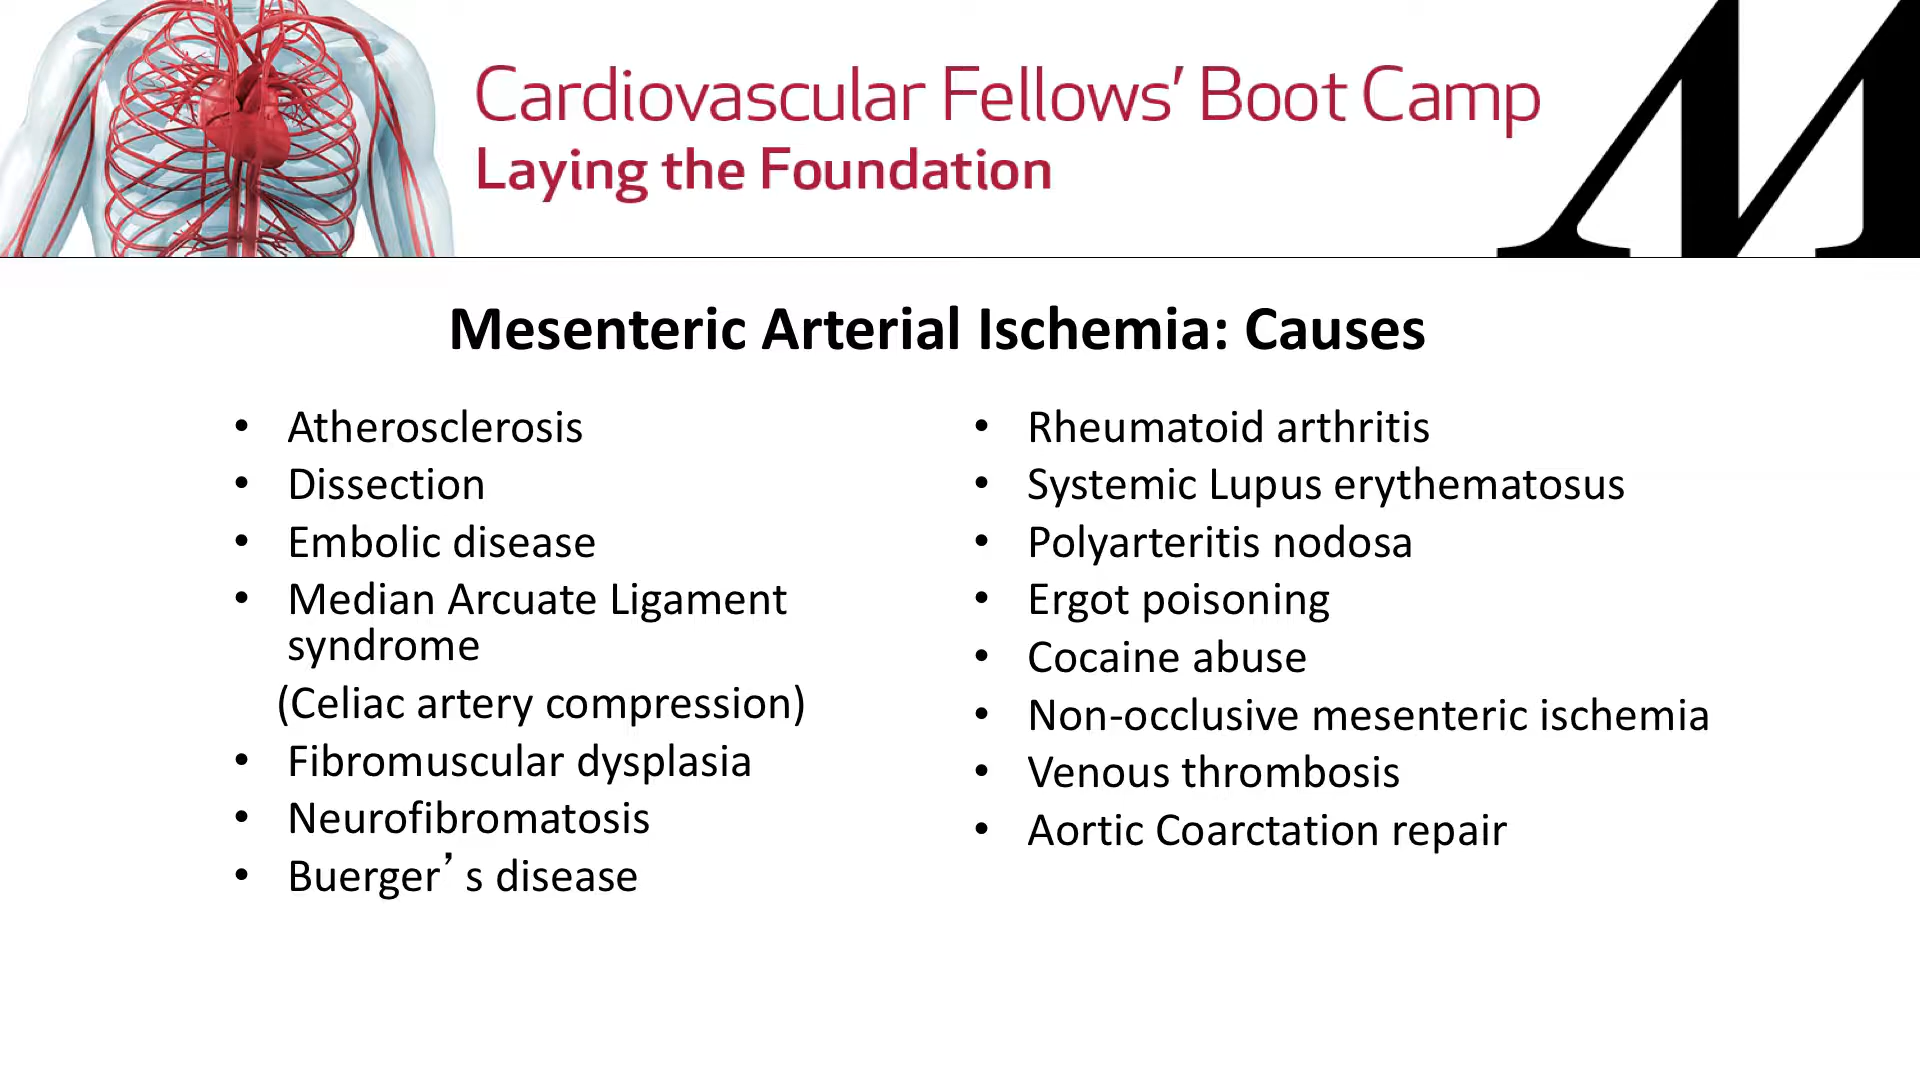 Cardiovascular Fellows' Boot Camp
Laying the Foundation
M
Mesenteric Arterial Ischemia: Causes
• Atherosclerosis
• Dissection
• Embolic disease
• Median Arcuate Ligament
syndrome
(Celiac artery compression)
• Fibromuscular dysplasia
• Neurofibromatosis
• Buerger’s disease
• Rheumatoid arthritis
• Systemic Lupus erythematosus
• Polyarteritis nodosa
• Ergot poisoning
• Cocaine abuse
• Non-occlusive mesenteric ischemia
• Venous thrombosis
• Aortic Coarctation repair